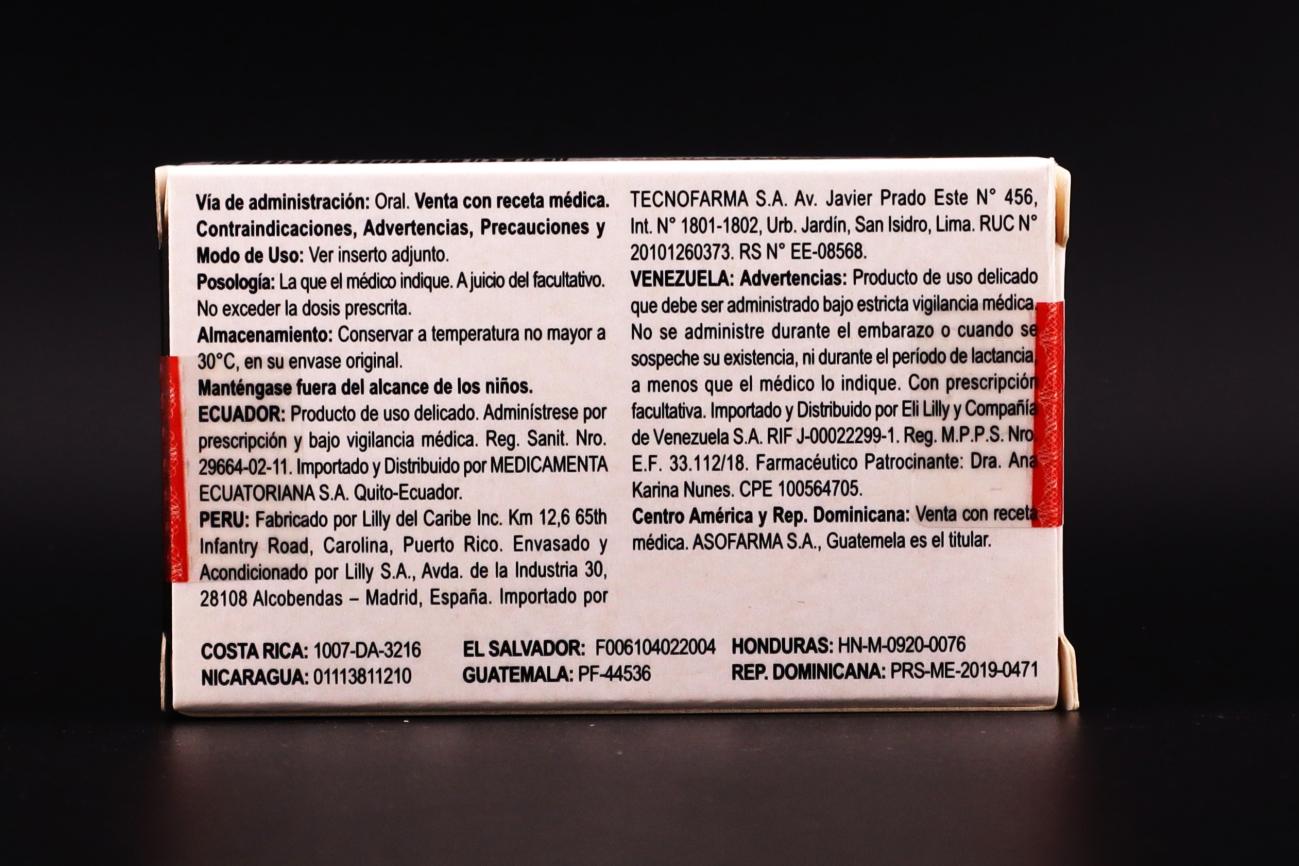 Vía de administración: Oral. Venta con receta médica.
Contraindicaciones, Advertencias, Precauciones y
Modo de Uso: Ver inserto adjunto.
Posología: La que el médico indique. A juicio del facultativo.
No exceder la dosis prescrita.
Almacenamiento: Conservar a temperatura no mayor a
30°C, en su envase original.
Manténgase fuera del alcance de los niños.
ECUADOR: Producto de uso delicado. Adminístrese por
prescripción y bajo vigilancia médica. Reg. Sanit. Nro.
29664-02-11. Importado y Distribuido por MEDICAMENTA
ECUATORIANA S.A. Quito-Ecuador.
PERU: Fabricado por Lilly del Caribe Inc. Km 12,6 65th
Infantry Road, Carolina, Puerto Rico. Envasado y
Acondicionado por Lilly S.A., Avda. de la Industria 30,
28108 Alcobendas – Madrid, España. Importado por
TECNOFARMA S.A. Av. Javier Prado Este N° 456,
Int. N° 1801-1802, Urb. Jardín, San Isidro, Lima. RUC N°
20101260373. RS N° EE-08568.
VENEZUELA: Advertencias: Producto de uso delicado
que debe ser administrado bajo estricta vigilancia médica.
No se administre durante el embarazo o cuando se
sospeche su existencia, ni durante el período de lactancia,
a menos que el médico lo indique. Con prescripción
facultativa. Importado y Distribuido por Eli Lilly y Compañía
de Venezuela S.A. RIF J-00022299-1. Reg. M.P.P.S. Nro.
E.F. 33.112/18. Farmacéutico Patrocinante: Dra. Ana
Karina Nunes. CPE 100564705.
Centro América y Rep. Dominicana: Venta con receta
médica. ASOFARMA S.A., Guatemela es el titular.
COSTA RICA: 1007-DA-3216 EL SALVADOR: F006104022004 HONDURAS: HN-M-0920-0076
NICARAGUA: 01113811210 GUATEMALA: PF-44536 REP. DOMINICANA: PRS-ME-2019-0471